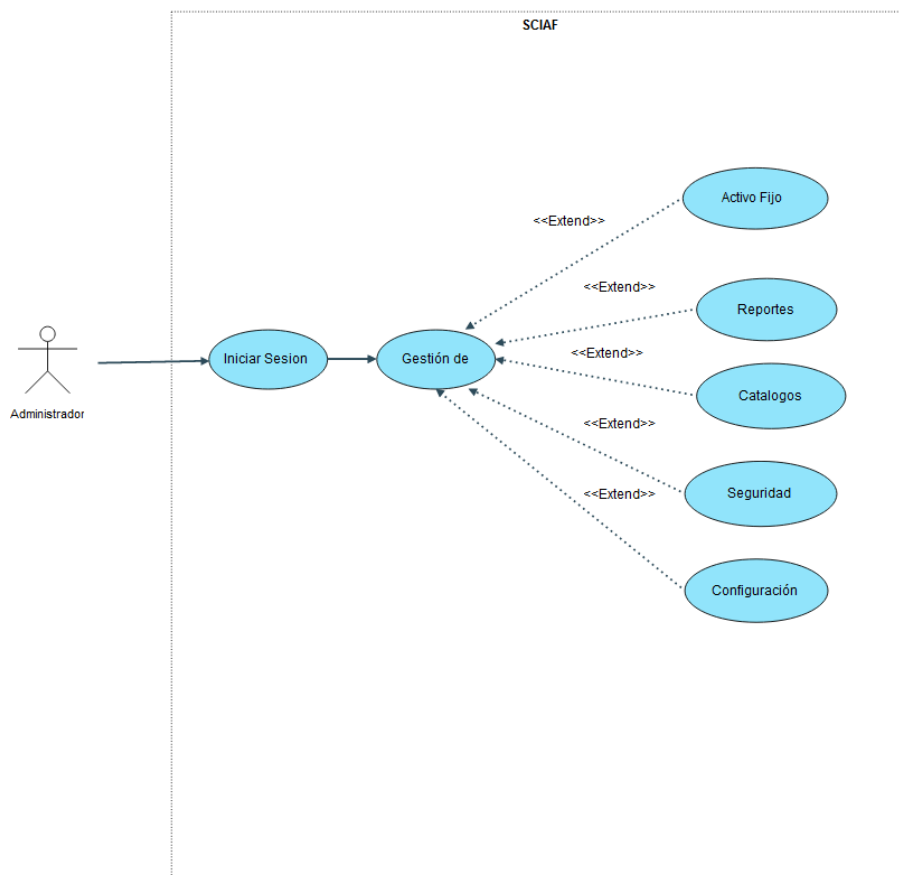 SCIAF
Activo Fijo
<<Extend>>
<<Extend>>
Reportes
Iniciar Sesion
Gestión de
<<Extend>>
Catalogos
Administrador
<<Extend>>
Seguridad
<<Extend>>
Configuración